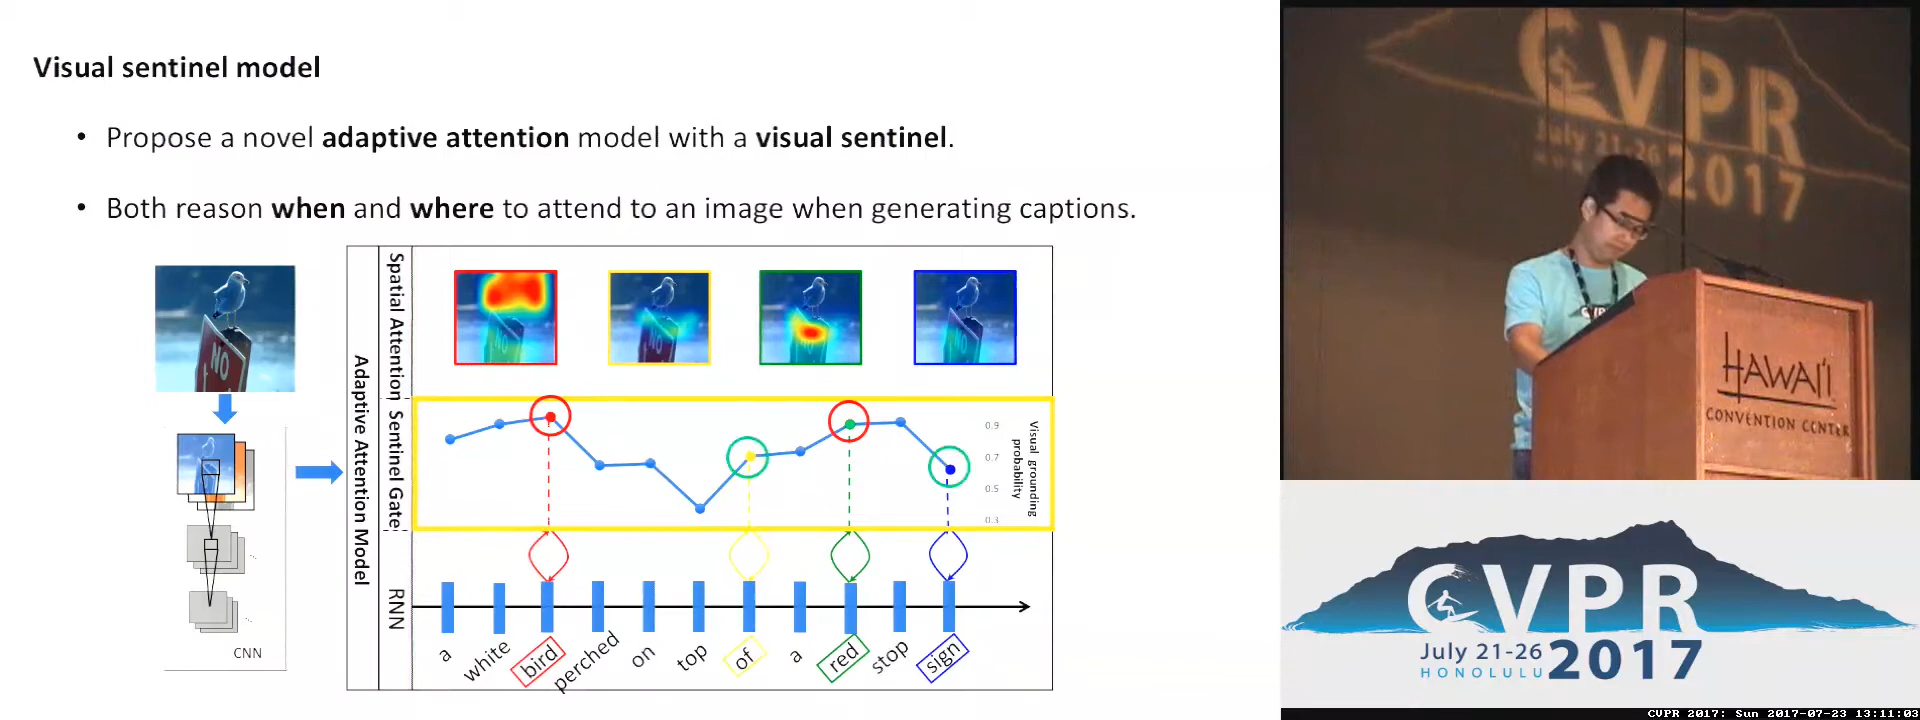 Visual sentinel model
• Propose a novel adaptive attention model with a visual sentinel.
• Both reason when and where to attend to an image when generating captions.
NO
CNN
Adaptive Attention Model
Spatial Attention
Sentinel Gate
RNN
0.9
0.7
0.5
0.3
Visual grounding
probability
a
white
bird
perched
on
top
of
a
red
stop
sign
CVPR
July 21-26
2017
HAWAI'I
CONVENTION CENTER
CVPR
July 21-26
HONOLULU
2017
CVPR 2017: Sun 2017-07-23 13:11:03